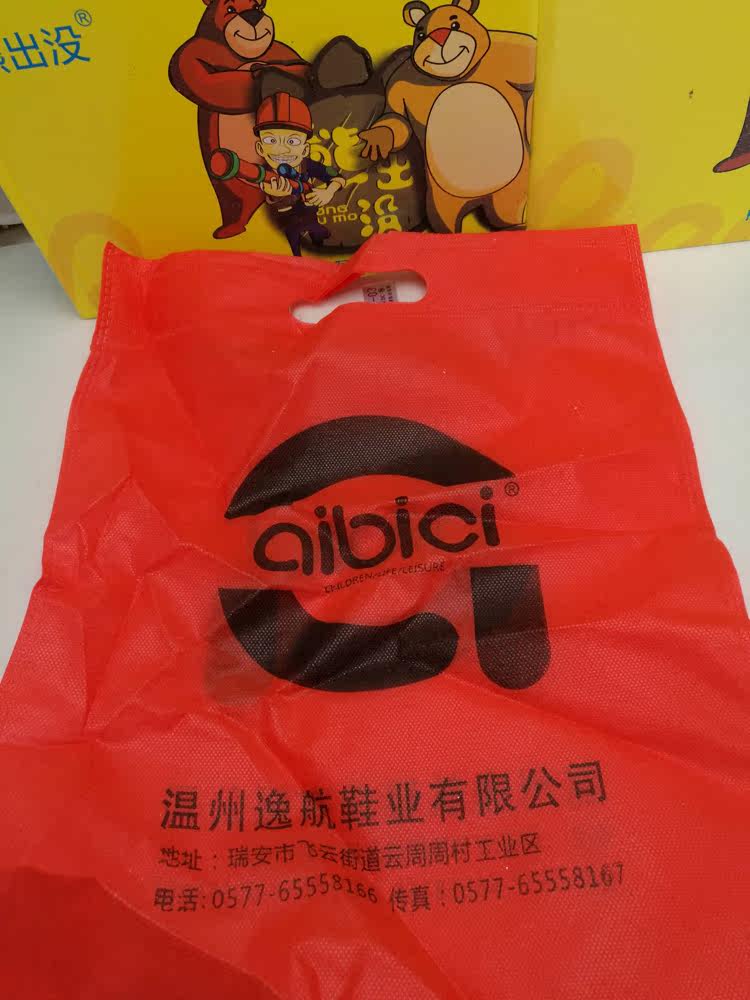 出没®
出
没
aibici®
CHILDREN/LIFE/LEISURE
温州逸航鞋业有限公司
地址：瑞安市飞云街道云周周村工业区
电话:0577-65558166 传真：0577-65558167